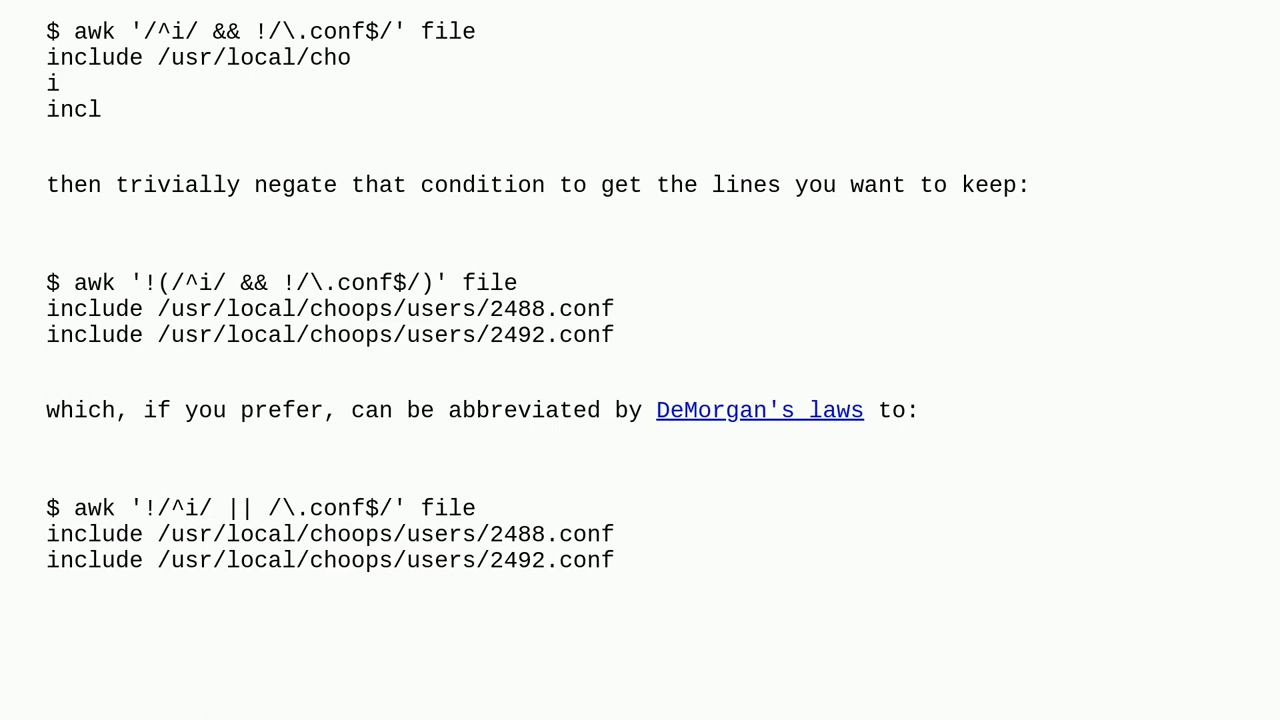 $ awk '/^i/ && !/\.conf$/' file
include /usr/local/cho
i
incl
then trivially negate that condition to get the lines you want to keep:
$ awk '!(/^i/ && !/\.conf$/)' file
include /usr/local/choops/users/2488.conf
include /usr/local/choops/users/2492.conf
which, if you prefer, can be abbreviated by DeMorgan's laws to:
$ awk '!/^i/ || /\.conf$/' file
include /usr/local/choops/users/2488.conf
include /usr/local/choops/users/2492.conf